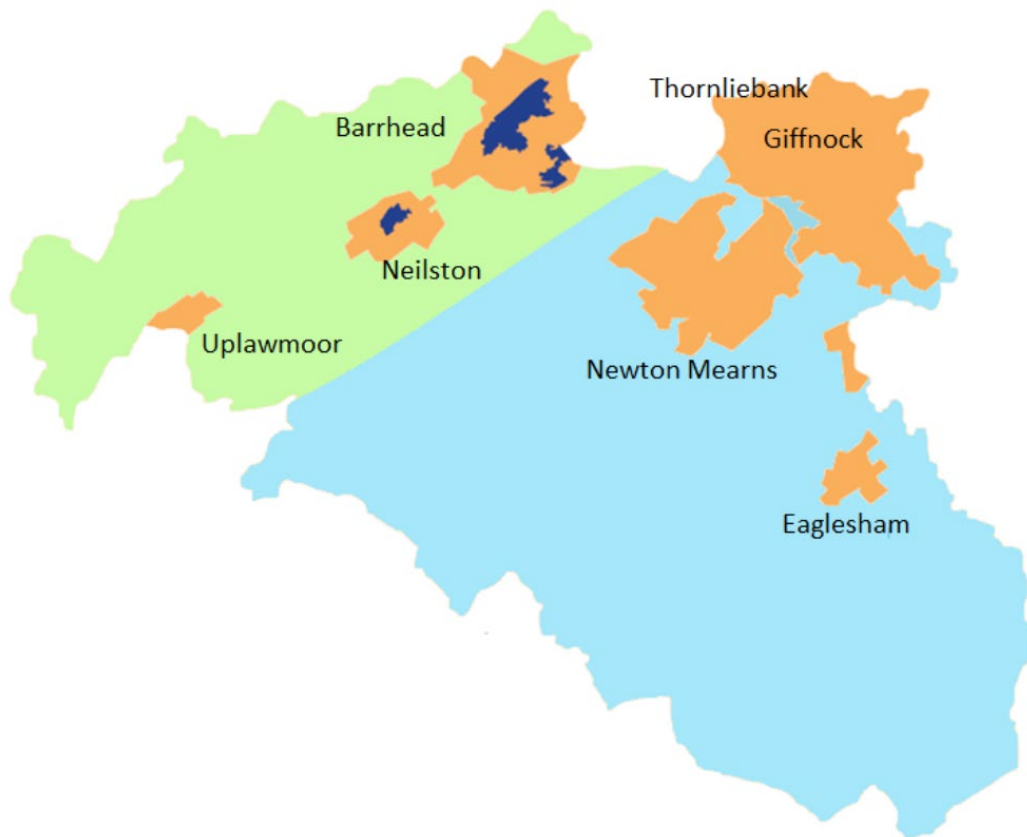 Thornliebank
Barrhead
Giffnock
Neilston
Uplawmoor
Newton Mearns
Eaglesham